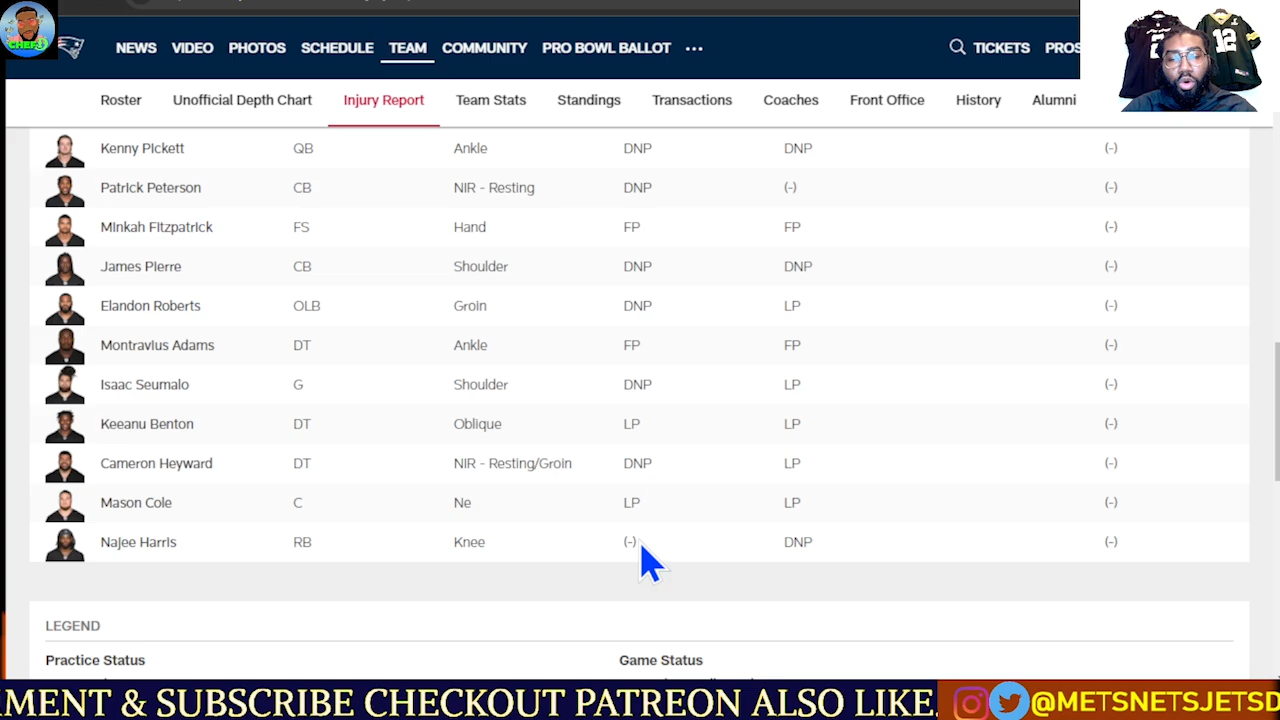 CHEF
NEWS VIDEO PHOTOS SCHEDULE TEAM COMMUNITY PRO BOWL BALLOT ••• TICKETS PROS
Roster Unofficial Depth Chart Injury Report Team Stats Standings Transactions Coaches Front Office History Alumni
Kenny Pickett QB Ankle DNP DNP (-)
Patrick Peterson CB NIR - Resting DNP (-) (-)
Minkah Fitzpatrick FS Hand FP FP (-)
James Pierre CB Shoulder DNP DNP (-)
Elandon Roberts OLB Groin DNP LP (-)
Montravius Adams DT Ankle FP FP (-)
Isaac Seumalo G Shoulder DNP LP (-)
Keeanu Benton DT Oblique LP LP (-)
Cameron Heyward DT NIR - Resting/Groin DNP LP (-)
Mason Cole C Ne LP LP (-)
Najee Harris RB Knee (-) DNP (-)
LEGEND
Practice Status Game Status
MMENT & SUBSCRIBE CHECKOUT PATREON ALSO LIKE, @METSNETSJETSD
12